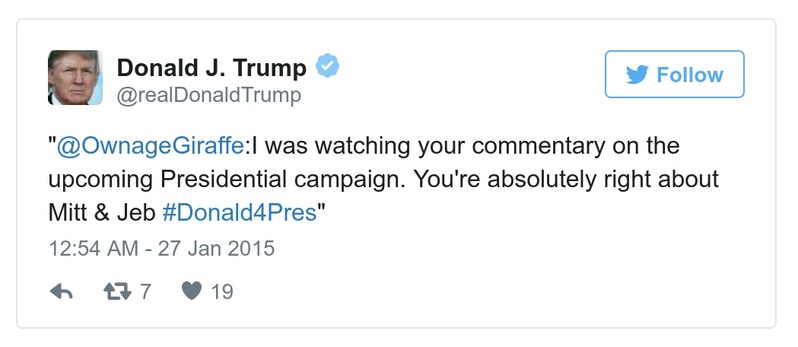 Donald J. Trump
@realDonaldTrump
Follow
"@OwnageGiraffe:I was watching your commentary on the
upcoming Presidential campaign. You're absolutely right about
Mitt & Jeb #Donald4Pres"
12:54 AM - 27 Jan 2015
7 19